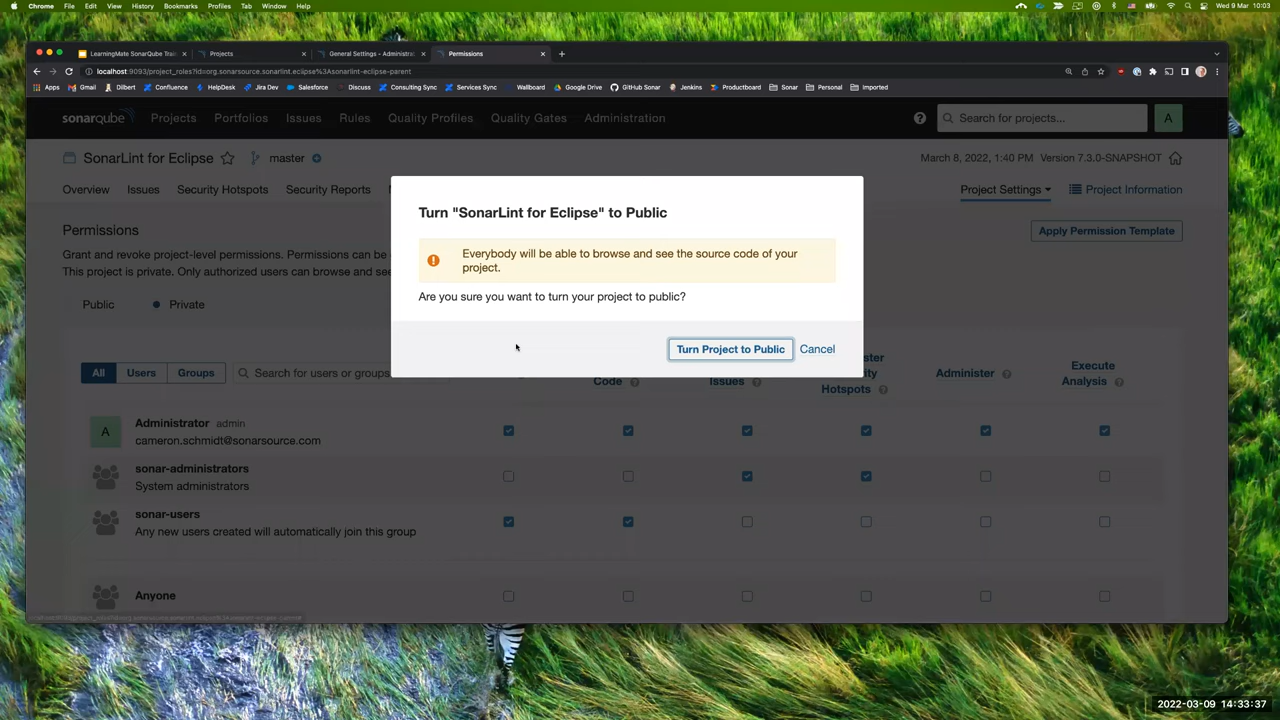 Chrome File Edit View History Bookmarks Profiles Tab Window Help Wed 9 Mar 10:03
LearningMate SonarQube Train Projects General Settings - Administra Permissions
localhost:9093/project_roles?id=org.sonarsource.sonarlint.eclipse%3Asonarlint-eclipse-parent
Apps Gmail Dilbert Confluence HelpDesk Jira Dev Salesforce Discuss Consulting Sync Services Sync Wallboard Google Drive GitHub Sonar Jenkins Productboard Sonar Personal Imported
sonarqube Projects Portfolios Issues Rules Quality Profiles Quality Gates Administration Search for projects... A
SonarLint for Eclipse master March 8, 2022, 1:40 PM Version 7.3.0-SNAPSHOT
Overview Issues Security Hotspots Security Reports Project Settings Project Information
Turn "SonarLint for Eclipse" to Public
Permissions Apply Permission Template
Grant and revoke project-level permissions. Permissions can be
This project is private. Only authorized users can browse and see
Everybody will be able to browse and see the source code of your
project.
Are you sure you want to turn your project to public?
Public Private
Turn Project to Public Cancel
All Users Groups Search for users or groups
Code Issues Hotspots Administer Execute
Analysis
A Administrator admin
cameron.schmidt@sonarsource.com
sonar-administrators
System administrators
sonar-users
Any new users created will automatically join this group
Anyone
2022-03-09 14:33:37